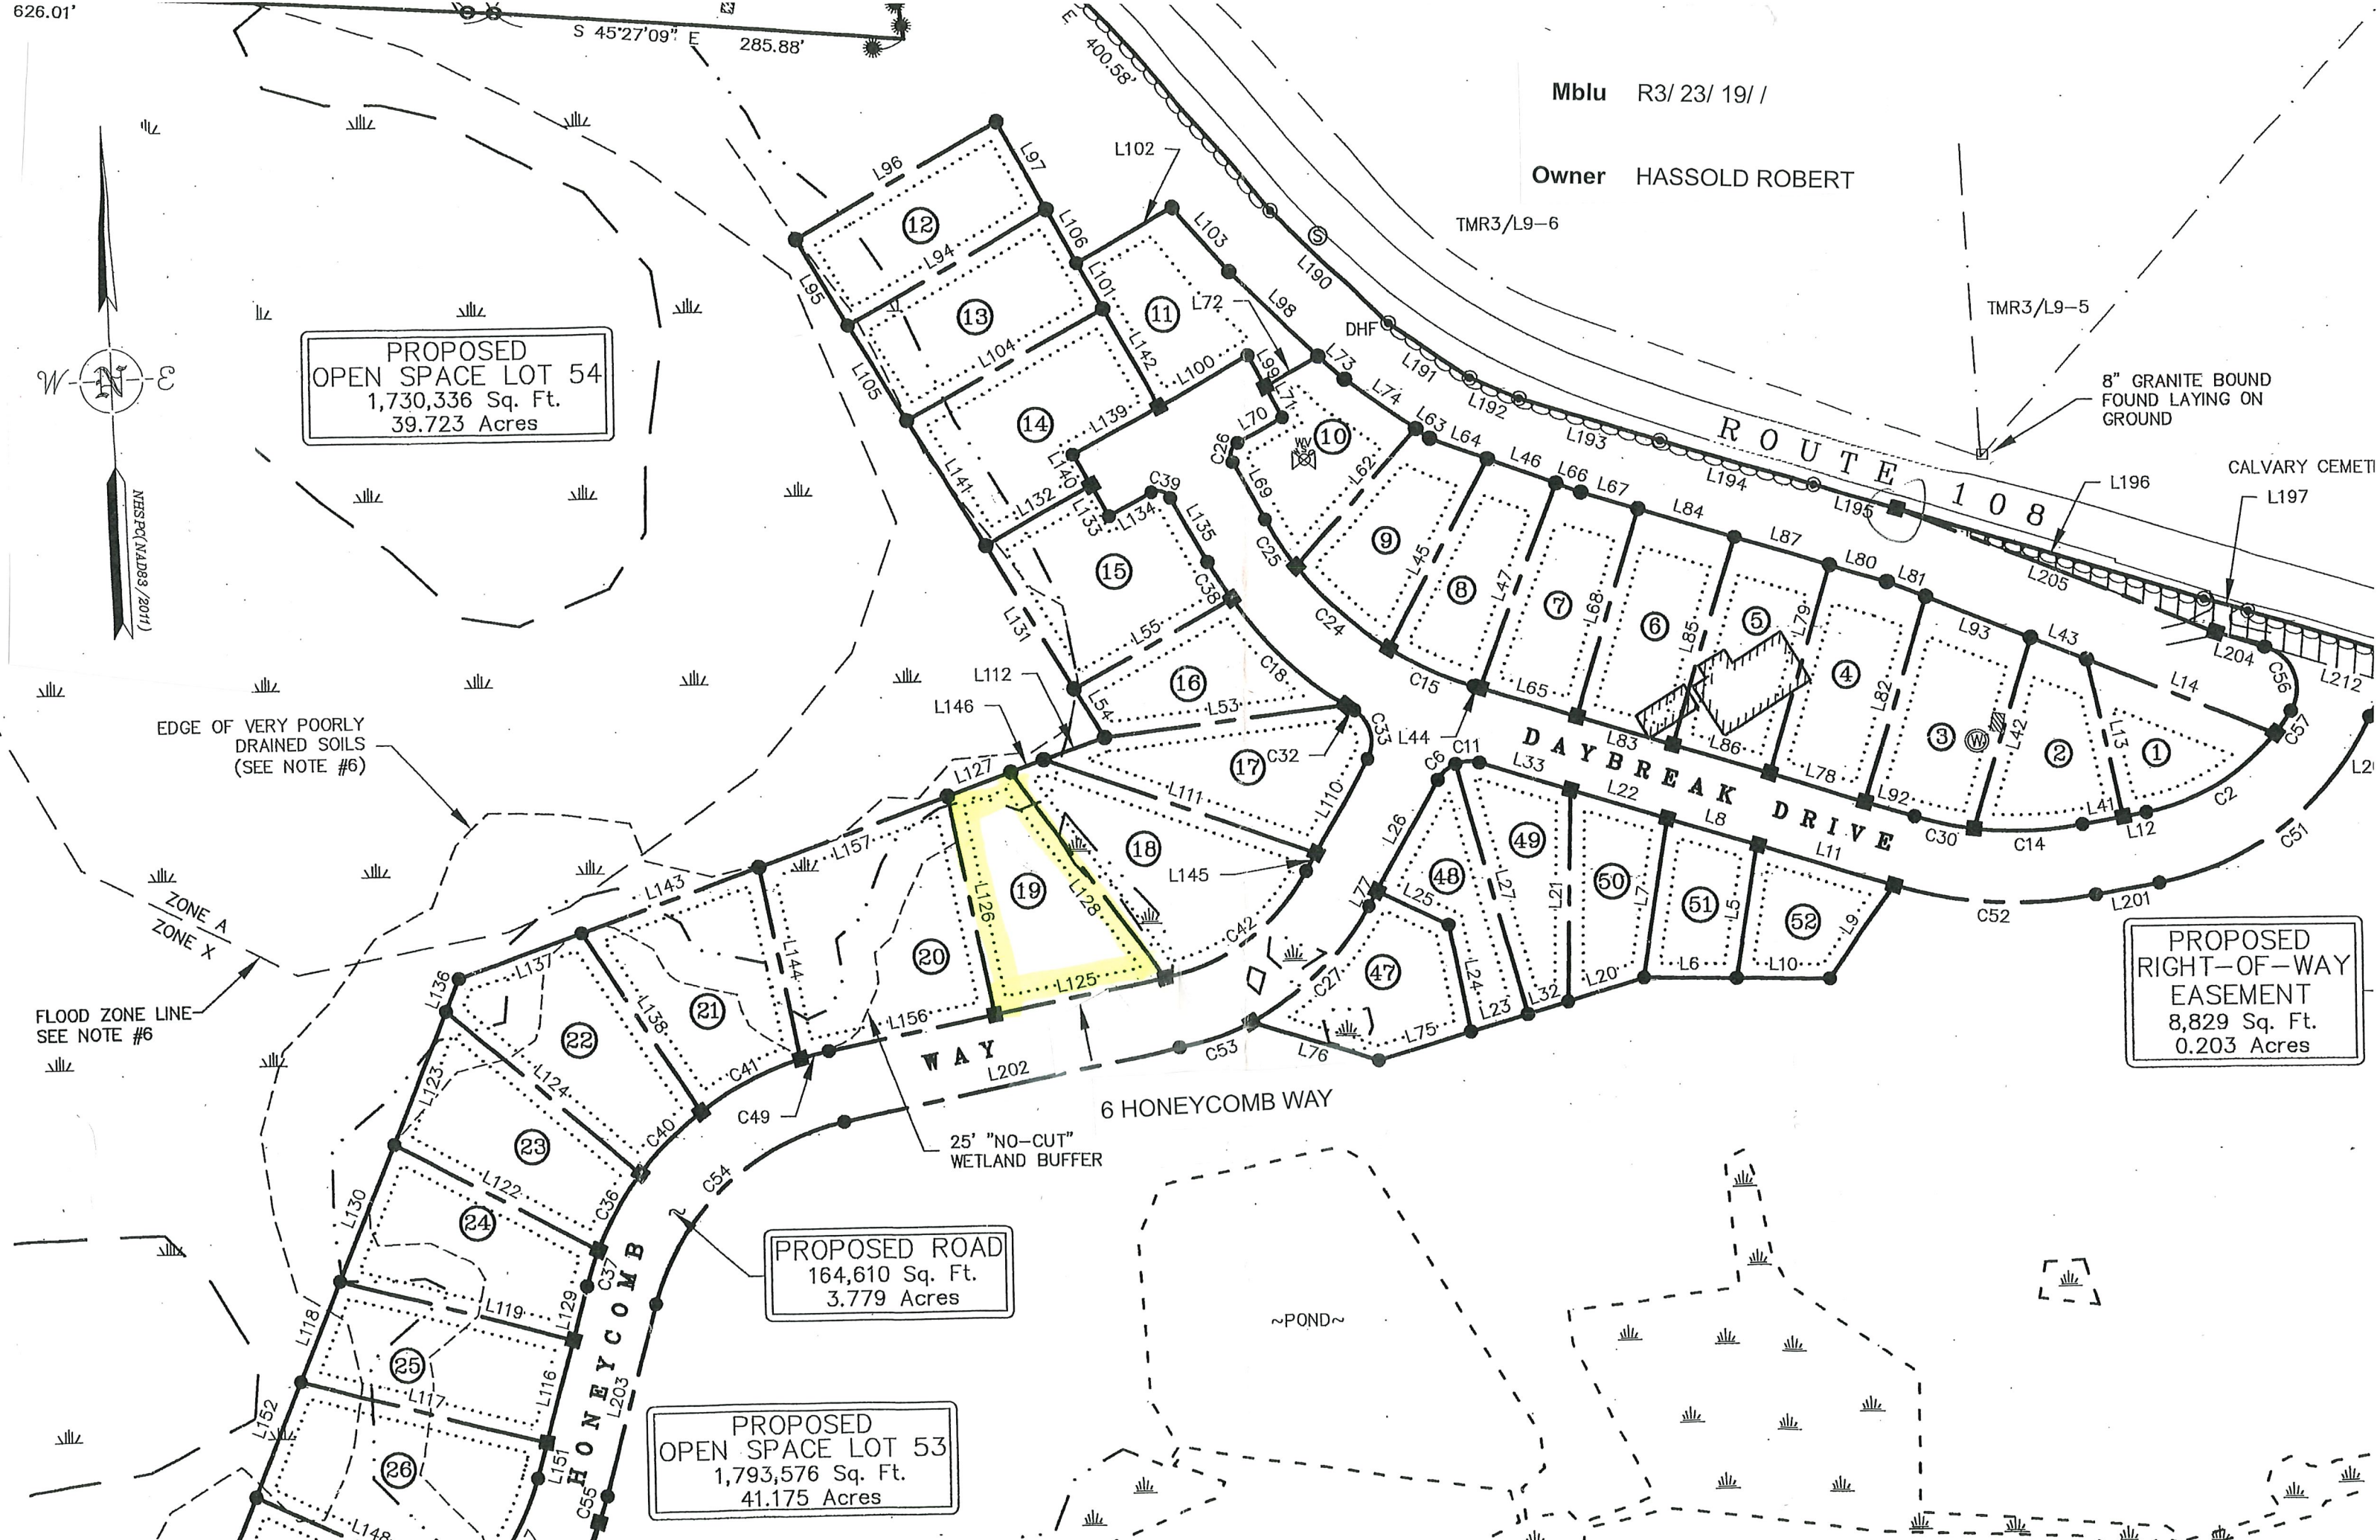 626.01'
S 45°27'09" E
285.88'
E
400.58'
Mblu R3/ 23/ 19/ /
Owner HASSOLD ROBERT
TMR3/L9-6
TMR3/L9-5
8" GRANITE BOUND
FOUND LAYING ON
GROUND
ROUTE 108
CALVARY CEMET
L196
L197
L102
L97
L96
12
L106
L103
L190
S
L94
L95
L101
L98
L72
13
11
DHF
L191
L73
L104
L142
L100
L99
L71
L74
L192
L105
L193
14
L139
L70
C26
10
WV
L63
L64
L194
L195
L46
L66
L67
L84
L87
L80
L81
L205
L141
L140
L132
L133
L134
C39
L135
L69
L62
C25
9
L45
8
L47
7
L68
6
L85
5
L79
4
L82
L93
L43
L204
C56
L212
L14
C57
15
C38
L131
L55
C24
C15
C18
16
L112
L54
L53
L146
L44
L65
L83
L86
L78
L92
3
W
L42
2
L13
1
C30
C14
L41
L12
C2
C51
L20
C32
C33
17
L127
L111
L110
C6
C11
L33
L22
L8
L11
DAYBREAK DRIVE
PROPOSED
OPEN SPACE LOT 54
1,730,336 Sq. Ft.
39.723 Acres
W
N
E
NHSPC(NAD83/2011)
EDGE OF VERY POORLY
DRAINED SOILS
(SEE NOTE #6)
ZONE A
ZONE X
FLOOD ZONE LINE
SEE NOTE #6
L157
L143
L126
19
L128
18
L145
C42
L26
48
L27
49
L21
50
L7
51
L5
52
L9
C52
L201
L77
L25
47
L24
C27
L23
L32
L20
L6
L10
L75
L76
C53
L144
20
L125
L156
L136
L137
21
L138
22
L124
L123
C41
C49
WAY
L202
6 HONEYCOMB WAY
25' "NO-CUT"
WETLAND BUFFER
PROPOSED
RIGHT-OF-WAY
EASEMENT
8,829 Sq. Ft.
0.203 Acres
23
C40
C54
L122
C36
L130
24
C37
L119
L129
L118
25
L116
L117
L203
L152
26
L151
C55
L148
HONEYCOMB
PROPOSED ROAD
164,610 Sq. Ft.
3.779 Acres
PROPOSED
OPEN SPACE LOT 53
1,793,576 Sq. Ft.
41.175 Acres
~POND~